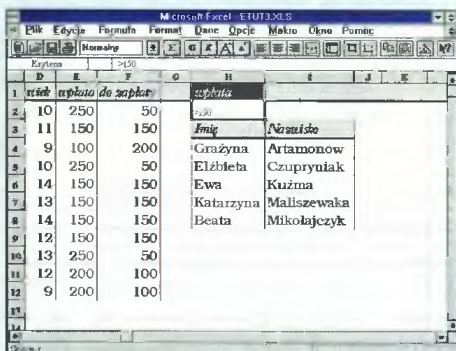 Microsoft Excel - ETUT3.XLS
Plik Edycja Formuła Format Dane Opcje Makro Okno Pomoc
Normalny Σ G K A A
Kryteria >150
D E F G H I J K
1 wiek wpłata do zapłat wpłata
2 10 250 50 >150
3 11 150 150 Imię Nazwisko
4 9 100 200 Grażyna Artamonow
5 10 250 50 Elżbieta Czupryniak
6 14 150 150 Ewa Kuźma
7 13 150 150 Katarzyna Maliszewaka
8 14 150 150 Beata Mikołajczyk
9 12 150 150
10 13 250 50
11 12 200 100
12 9 200 100
13
14